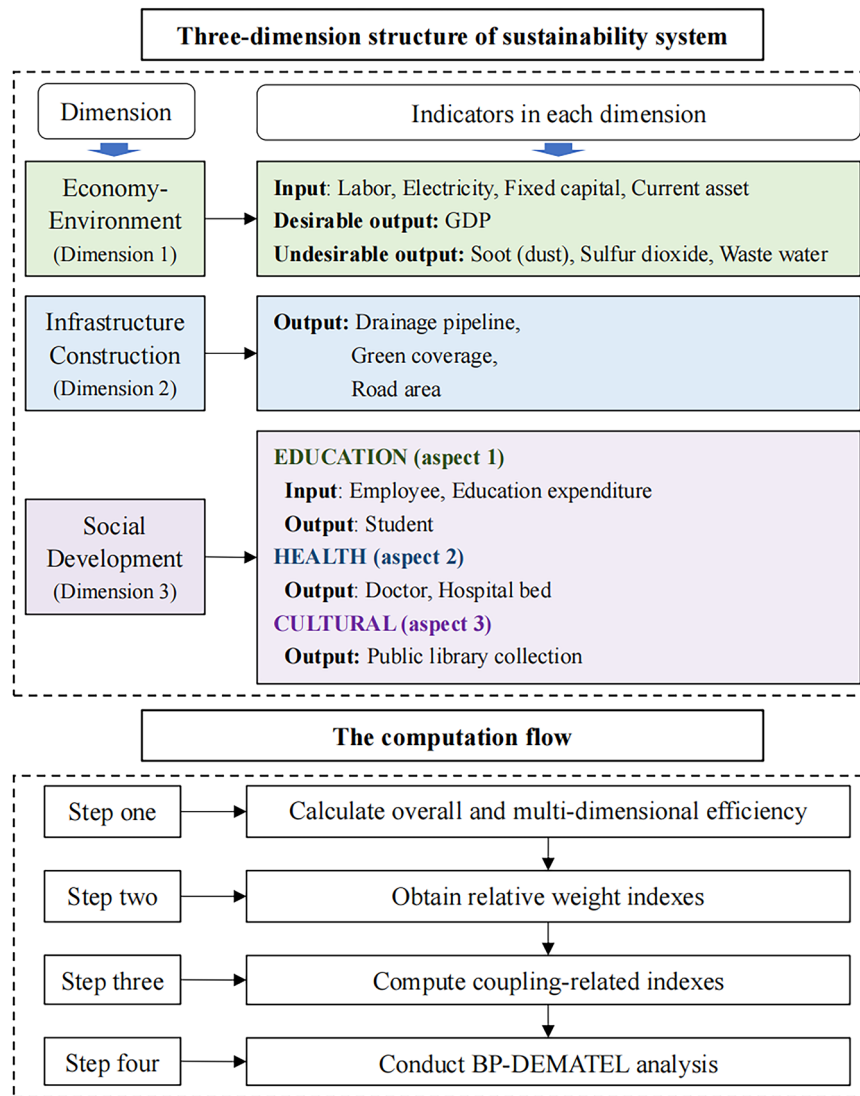 Three-dimension structure of sustainability system
Dimension
Indicators in each dimension
Economy-
Environment
(Dimension 1)
Input: Labor, Electricity, Fixed capital, Current asset
Desirable output: GDP
Undesirable output: Soot (dust), Sulfur dioxide, Waste water
Infrastructure
Construction
(Dimension 2)
Output: Drainage pipeline,
Green coverage,
Road area
Social
Development
(Dimension 3)
EDUCATION (aspect 1)
Input: Employee, Education expenditure
Output: Student
HEALTH (aspect 2)
Output: Doctor, Hospital bed
CULTURAL (aspect 3)
Output: Public library collection
The computation flow
Step one
Calculate overall and multi-dimensional efficiency
Step two
Obtain relative weight indexes
Step three
Compute coupling-related indexes
Step four
Conduct BP-DEMATEL analysis